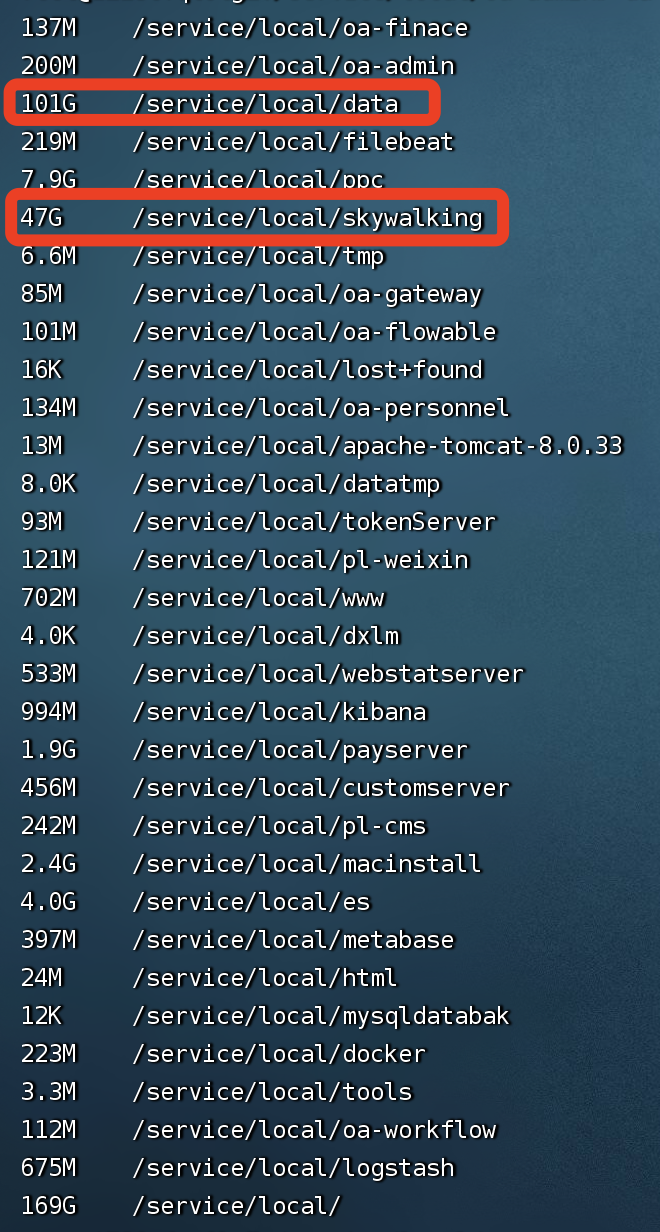 137M /service/local/oa-finace
200M /service/local/oa-admin
101G /service/local/data
219M /service/local/filebeat
7.9G /service/local/ppc
47G /service/local/skywalking
6.6M /service/local/tmp
85M /service/local/oa-gateway
101M /service/local/oa-flowable
16K /service/local/lost+found
134M /service/local/oa-personnel
13M /service/local/apache-tomcat-8.0.33
8.0K /service/local/datatmp
93M /service/local/tokenServer
121M /service/local/pl-weixin
702M /service/local/www
4.0K /service/local/dxlm
533M /service/local/webstatserver
994M /service/local/kibana
1.9G /service/local/payserver
456M /service/local/customserver
242M /service/local/pl-cms
2.4G /service/local/macinstall
4.0G /service/local/es
397M /service/local/metabase
24M /service/local/html
12K /service/local/mysqldatabak
223M /service/local/docker
3.3M /service/local/tools
112M /service/local/oa-workflow
675M /service/local/logstash
169G /service/local/